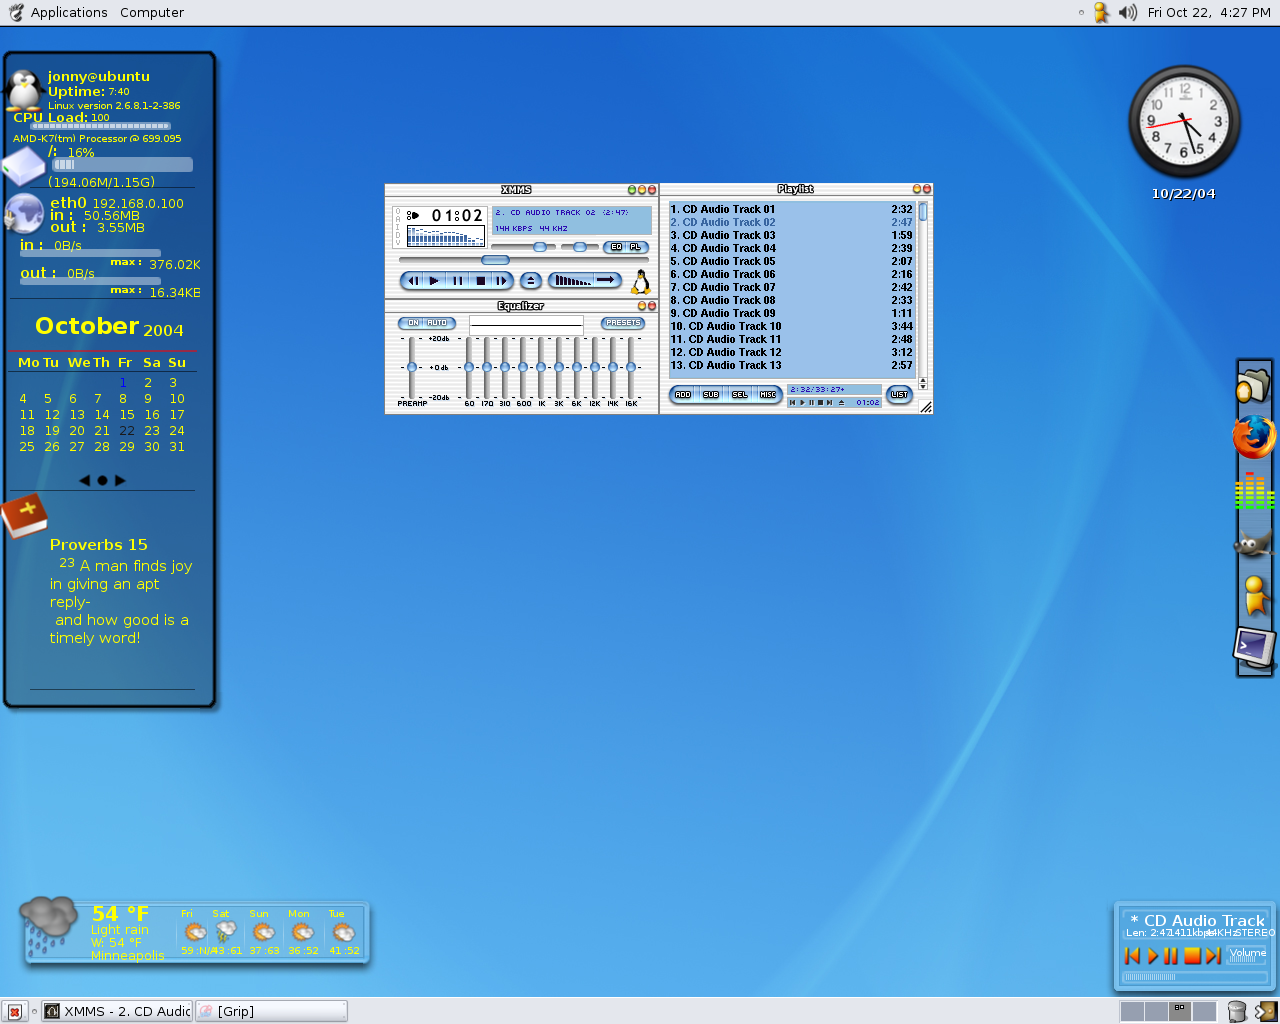 Applications Computer
Fri Oct 22, 4:27 PM
jonny@ubuntu
Uptime: 7:40
Linux version 2.6.8.1-2-386
CPU Load: 100
AMD-K7(tm) Processor @ 699.095
/: 16%
(194.06M/1.15G)
eth0 192.168.0.100
in : 50.56MB
out : 3.55MB
in : 0B/s
max : 376.02K
out : 0B/s
max : 16.34KB
October 2004
Mo Tu We Th Fr Sa Su
1 2 3
4 5 6 7 8 9 10
11 12 13 14 15 16 17
18 19 20 21 22 23 24
25 26 27 28 29 30 31
Proverbs 15
23 A man finds joy
in giving an apt
reply-
and how good is a
timely word!
XMMS
01:02
2. CD AUDIO TRACK 02 (2:47)
44 KHZ
EQ PL
Equalizer
ON AUTO
PRESETS
+20db
+0db
-20db
PREAMP 60 170 310 600 1K 3K 6K 12K 14K 16K
Playlist
1. CD Audio Track 01 2:32
2. CD Audio Track 02 2:47
3. CD Audio Track 03 1:59
4. CD Audio Track 04 2:39
5. CD Audio Track 05 2:07
6. CD Audio Track 06 2:16
7. CD Audio Track 07 2:42
8. CD Audio Track 08 2:33
9. CD Audio Track 09 1:11
10. CD Audio Track 10 3:44
11. CD Audio Track 11 2:48
12. CD Audio Track 12 3:12
13. CD Audio Track 13 2:57
ADD SUB SEL MISC
2:32/33:27+
01:02
LIST
12 1 2 3 4 5 6 7 8 9 10 11
10/22/04
54 °F
Light rain
W: 54 °F
Minneapolis
Fri Sat Sun Mon Tue
59 :N/A 43 :61 37 :63 36 :52 41 :52
* CD Audio Track
Len: 2:47 1411kbps 44KHz STEREO
Volume
XMMS - 2. CD Audic
[Grip]